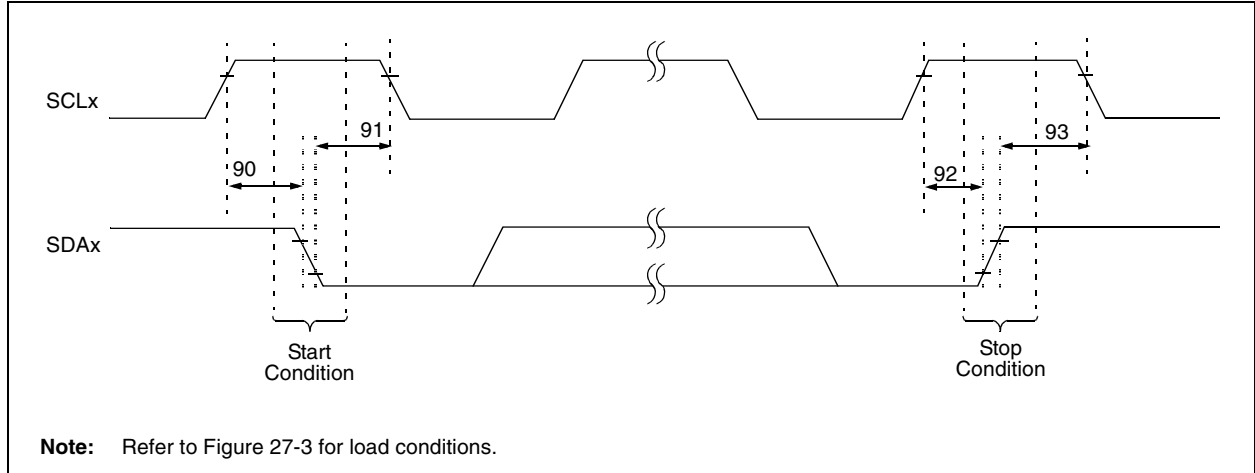 SCLx
91
93
90
92
SDAx
Start
Condition
Stop
Condition
Note: Refer to Figure 27-3 for load conditions.